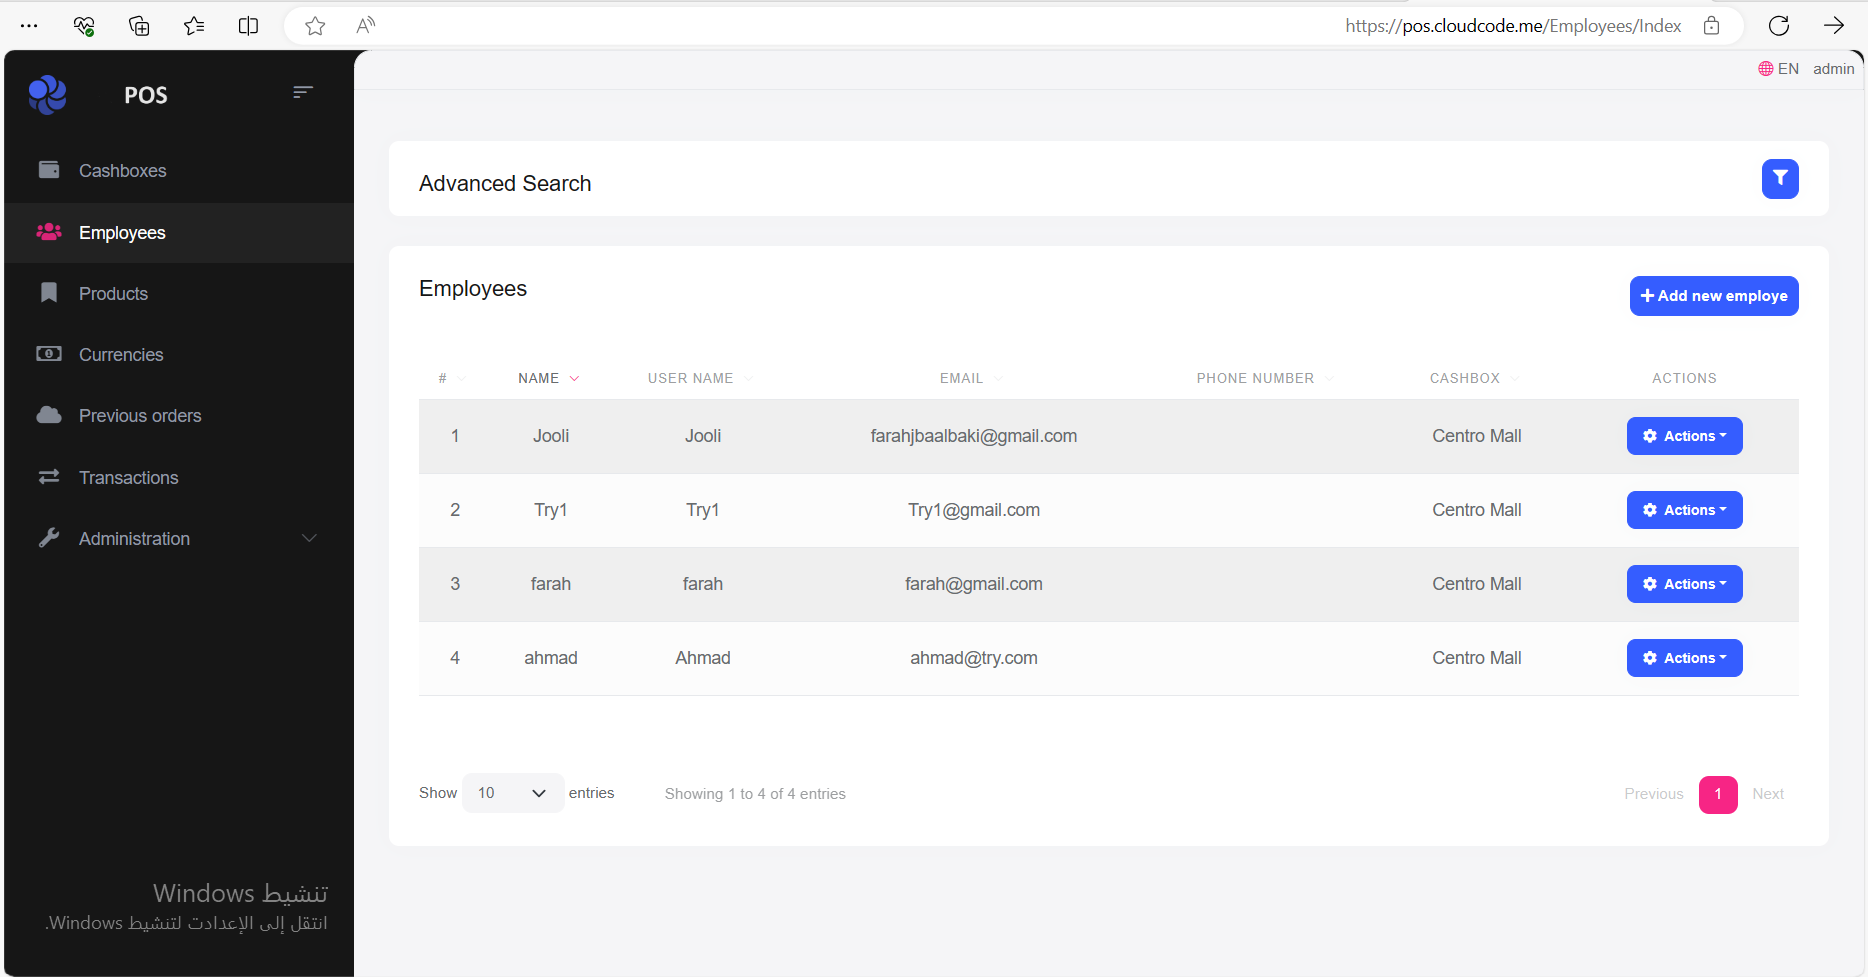 https://pos.cloudcode.me/Employees/Index
EN admin
POS
Cashboxes
Employees
Products
Currencies
Previous orders
Transactions
Administration
Advanced Search
Employees
Add new employe
# NAME USER NAME EMAIL PHONE NUMBER CASHBOX ACTIONS
1 Jooli Jooli farahjbaalbaki@gmail.com Centro Mall Actions
2 Try1 Try1 Try1@gmail.com Centro Mall Actions
3 farah farah farah@gmail.com Centro Mall Actions
4 ahmad Ahmad ahmad@try.com Centro Mall Actions
Show 10 entries Showing 1 to 4 of 4 entries Previous 1 Next
تنشيط Windows
انتقل إلى الإعدادت لتنشيط Windows.